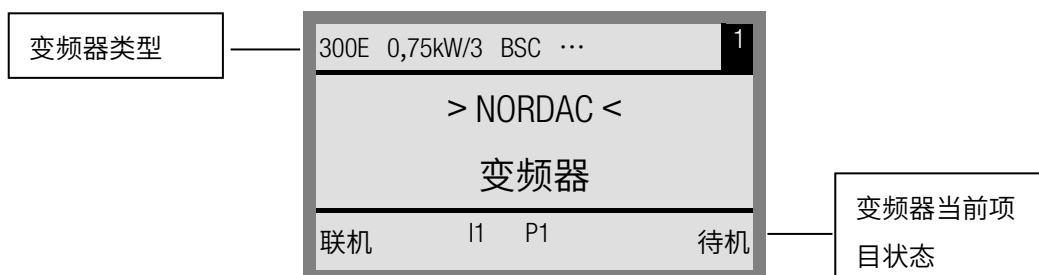 变频器类型
300E 0,75kW/3 BSC …
1
> NORDAC <
变频器
联机 I1 P1 待机
变频器当前项
目状态